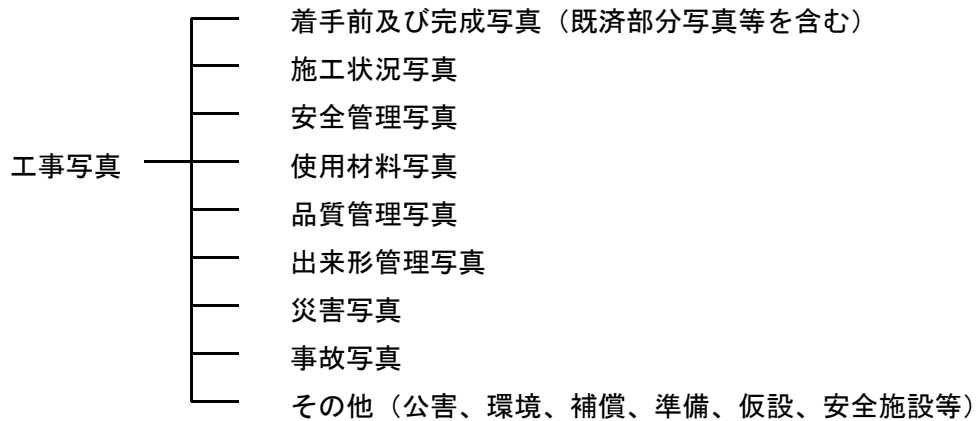 着手前及び完成写真（既済部分写真等を含む）
施工状況写真
安全管理写真
工事写真
使用材料写真
品質管理写真
出来形管理写真
災害写真
事故写真
その他（公害、環境、補償、準備、仮設、安全施設等）